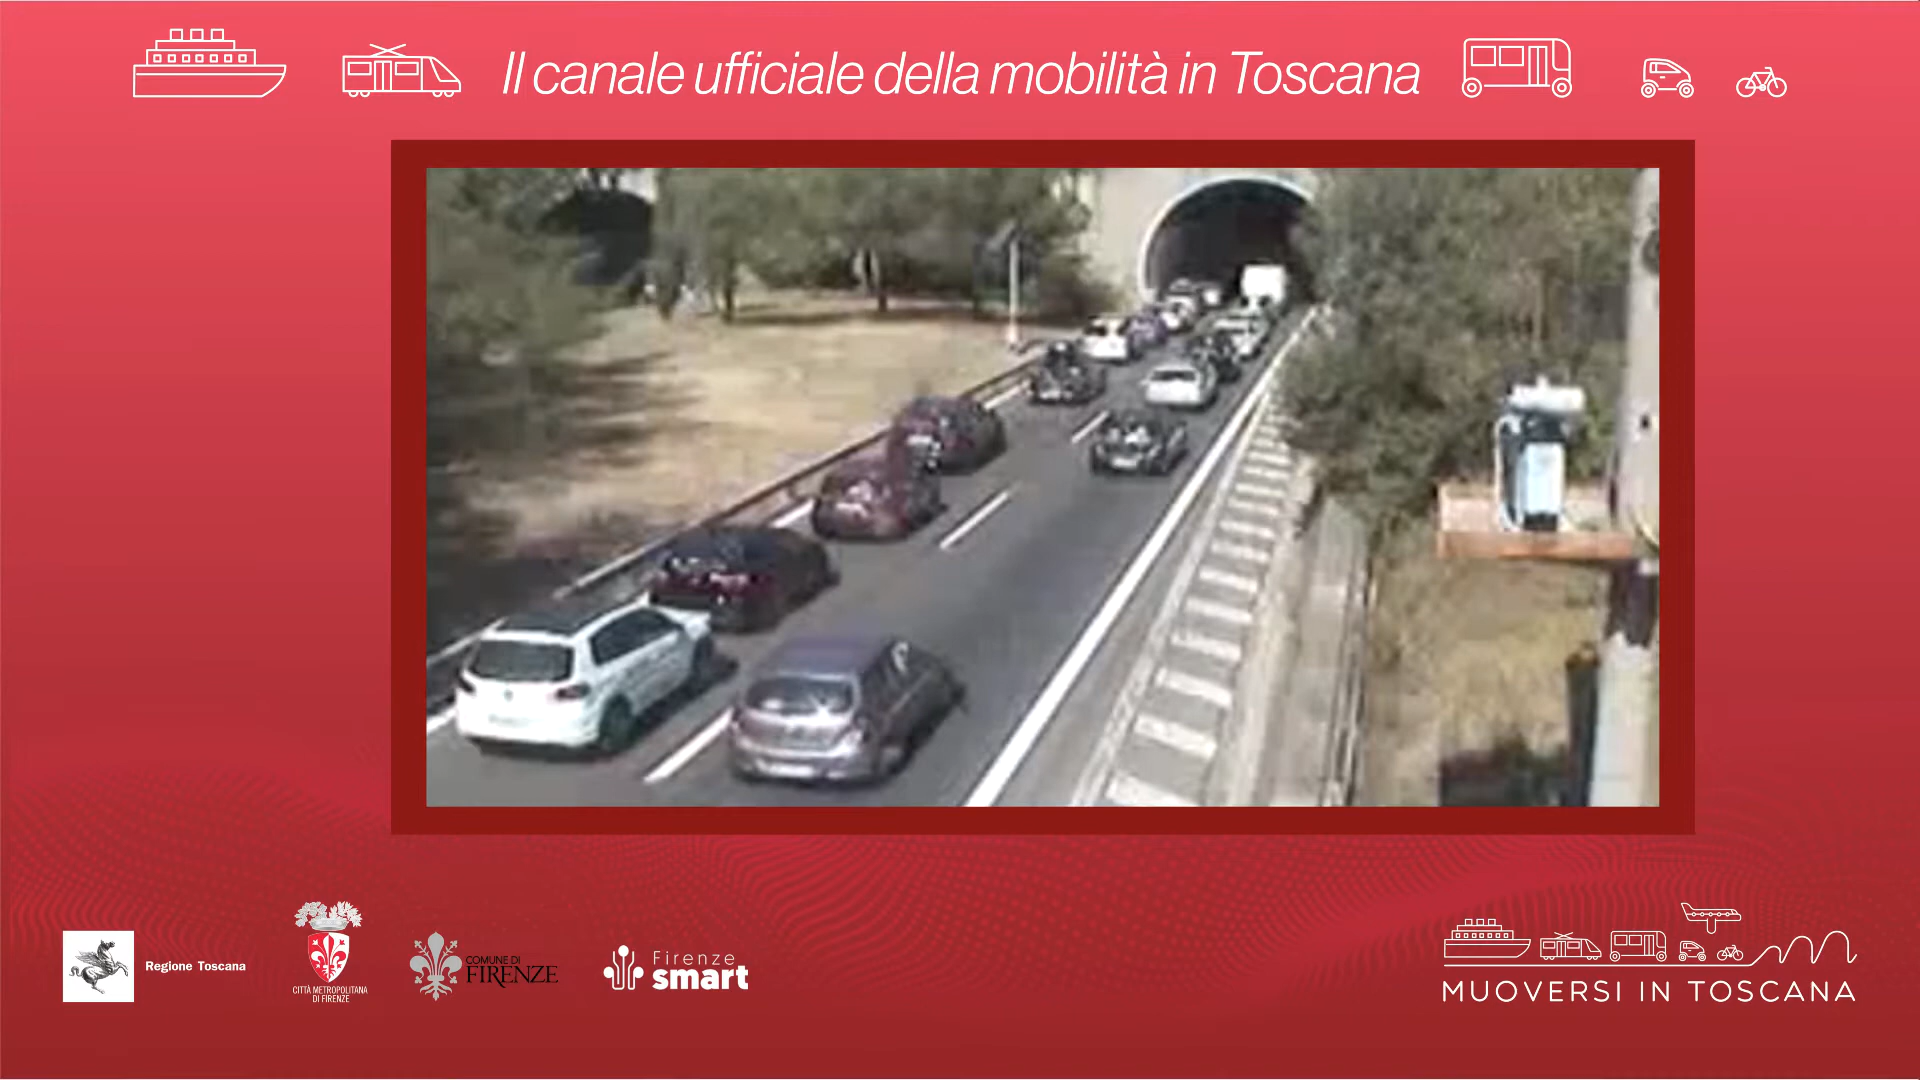 Il canale ufficiale della mobilità in Toscana
Regione Toscana
CITTÀ METROPOLITANA
DI FIRENZE
COMUNE DI
FIRENZE
Firenze
smart
MUOVERSI IN TOSCANA